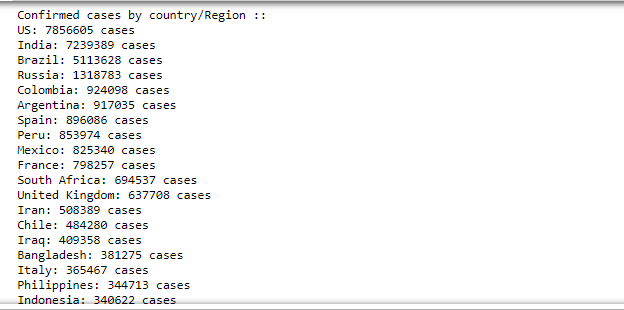 Confirmed cases by country/Region ::
US: 7856605 cases
India: 7239389 cases
Brazil: 5113628 cases
Russia: 1318783 cases
Colombia: 924098 cases
Argentina: 917035 cases
Spain: 896086 cases
Peru: 853974 cases
Mexico: 825340 cases
France: 798257 cases
South Africa: 694537 cases
United Kingdom: 637708 cases
Iran: 508389 cases
Chile: 484280 cases
Iraq: 409358 cases
Bangladesh: 381275 cases
Italy: 365467 cases
Philippines: 344713 cases
Indonesia: 340622 cases